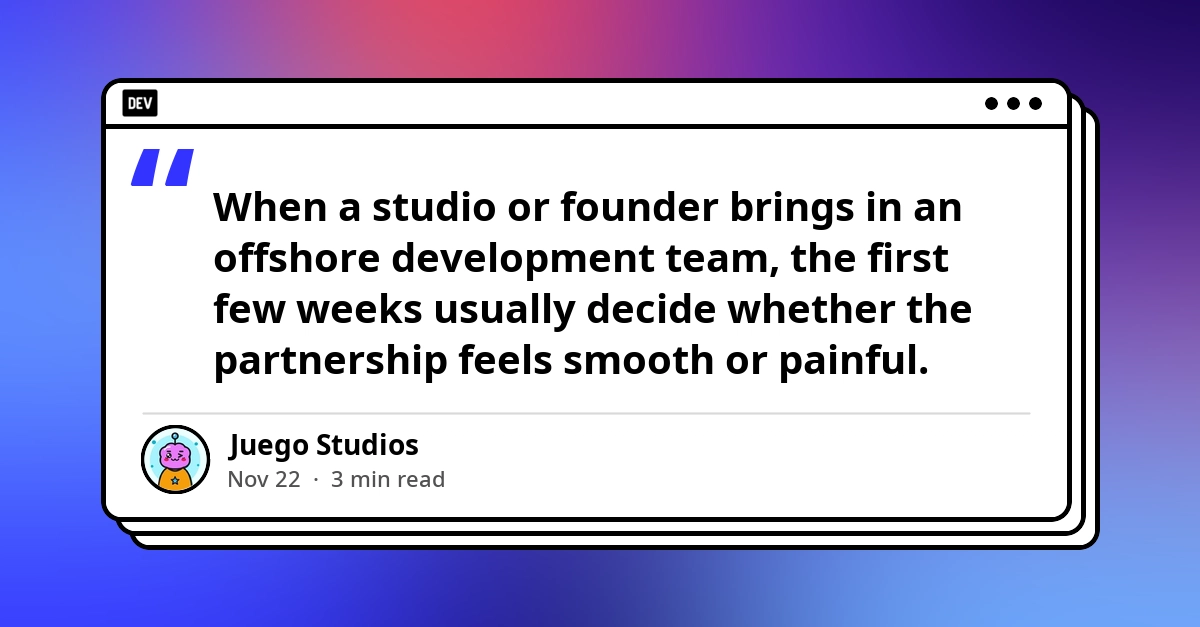 DEV
“
When a studio or founder brings in an
offshore development team, the first
few weeks usually decide whether the
partnership feels smooth or painful.
Juego Studios
Nov 22 · 3 min read